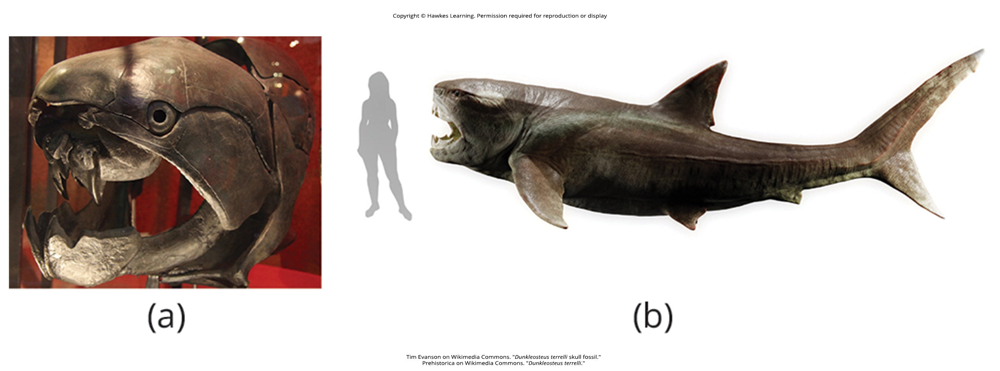 Copyright © Hawkes Learning. Permission required for reproduction or display
(a)
(b)
Tim Evanson on Wikimedia Commons. "Dunkleosteus terrelli skull fossil."
Prehistorica on Wikimedia Commons. "Dunkleosteus terrelli."